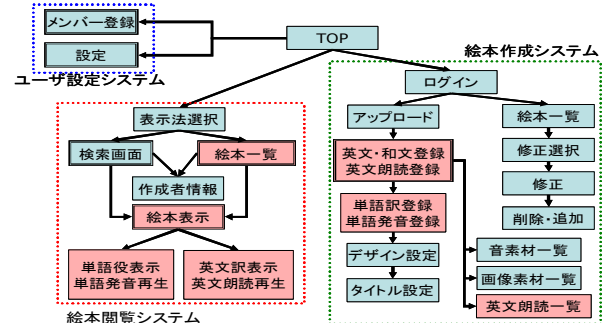 メンバー登録
設定
ユーザ設定システム
TOP
絵本作成システム
ログイン
表示法選択
検索画面
絵本一覧
作成者情報
絵本表示
単語役表示
単語発音再生
英文訳表示
英文朗読再生
絵本閲覧システム
アップロード
英文・和文登録
英文朗読登録
単語訳登録
単語発音登録
デザイン設定
タイトル設定
絵本一覧
修正選択
修正
削除・追加
音素材一覧
画像素材一覧
英文朗読一覧